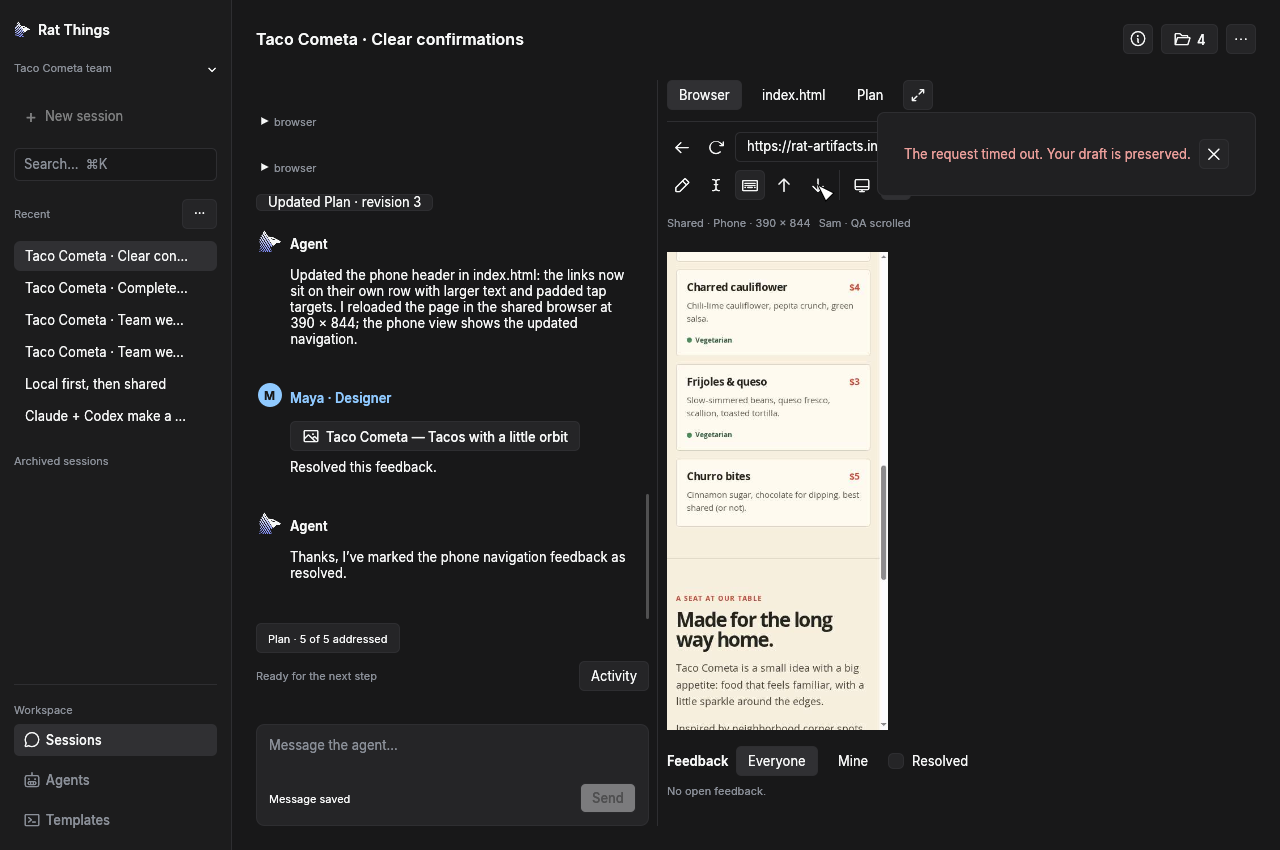 Rat Things
Taco Cometa team
+ New session
Search... ⌘K
Recent
...
Taco Cometa · Clear con...
Taco Cometa · Complete...
Taco Cometa · Team we...
Taco Cometa · Team we...
Local first, then shared
Claude + Codex make a ...
Archived sessions
Workspace
Sessions
Agents
Templates
Taco Cometa · Clear confirmations
4
...
browser
browser
Updated Plan · revision 3
Agent
Updated the phone header in index.html: the links now
sit on their own row with larger text and padded tap
targets. I reloaded the page in the shared browser at
390 × 844; the phone view shows the updated
navigation.
M
Maya · Designer
Taco Cometa — Tacos with a little orbit
Resolved this feedback.
Agent
Thanks, I’ve marked the phone navigation feedback as
resolved.
Plan · 5 of 5 addressed
Ready for the next step
Activity
Message the agent...
Message saved
Send
Browser
index.html
Plan
https://rat-artifacts.in
The request timed out. Your draft is preserved.
Shared · Phone · 390 × 844 Sam · QA scrolled
Charred cauliflower $4
Chili-lime cauliflower, pepita crunch, green
salsa.
Vegetarian
Frijoles & queso $3
Slow-simmered beans, queso fresco,
scallion, toasted tortilla.
Vegetarian
Churro bites $5
Cinnamon sugar, chocolate for dipping, best
shared (or not).
A SEAT AT OUR TABLE
Made for the long
way home.
Taco Cometa is a small idea with a big
appetite: food that feels familiar, with a
little sparkle around the edges.
Inspired by neighborhood corner spots
Feedback
Everyone
Mine
Resolved
No open feedback.